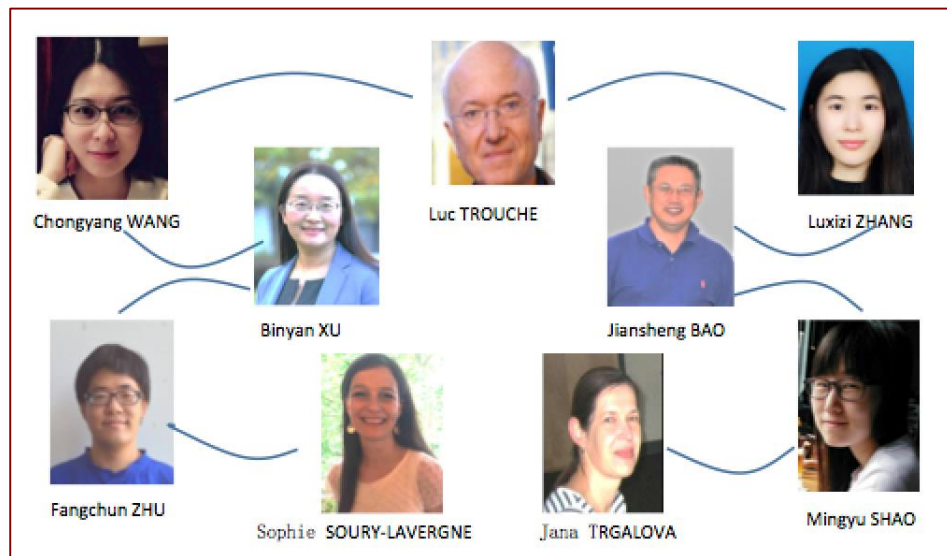 Chongyang WANG
Luc TROUCHE
Luxizi ZHANG
Binyan XU
Jiansheng BAO
Fangchun ZHU
Sophie SOURY-LAVERGNE
Jana TRGALOVA
Mingyu SHAO